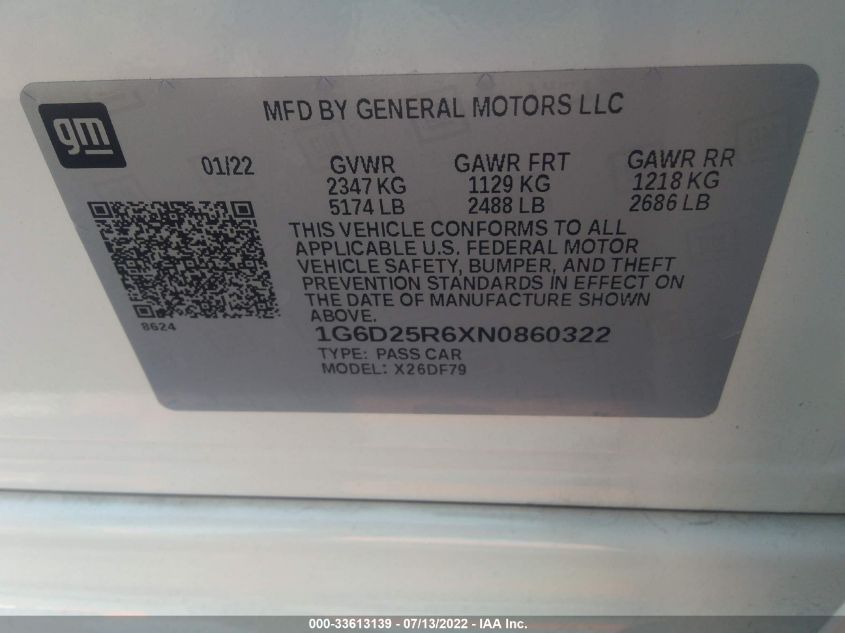 gm
MFD BY GENERAL MOTORS LLC
01/22 GVWR GAWR FRT GAWR RR
2347 KG 1129 KG 1218 KG
5174 LB 2488 LB 2686 LB
THIS VEHICLE CONFORMS TO ALL
APPLICABLE U.S. FEDERAL MOTOR
VEHICLE SAFETY, BUMPER, AND THEFT
PREVENTION STANDARDS IN EFFECT ON
THE DATE OF MANUFACTURE SHOWN
ABOVE.
8624
1G6D25R6XN0860322
TYPE: PASS CAR
MODEL: X26DF79
000-33613139 - 07/13/2022 - IAA Inc.